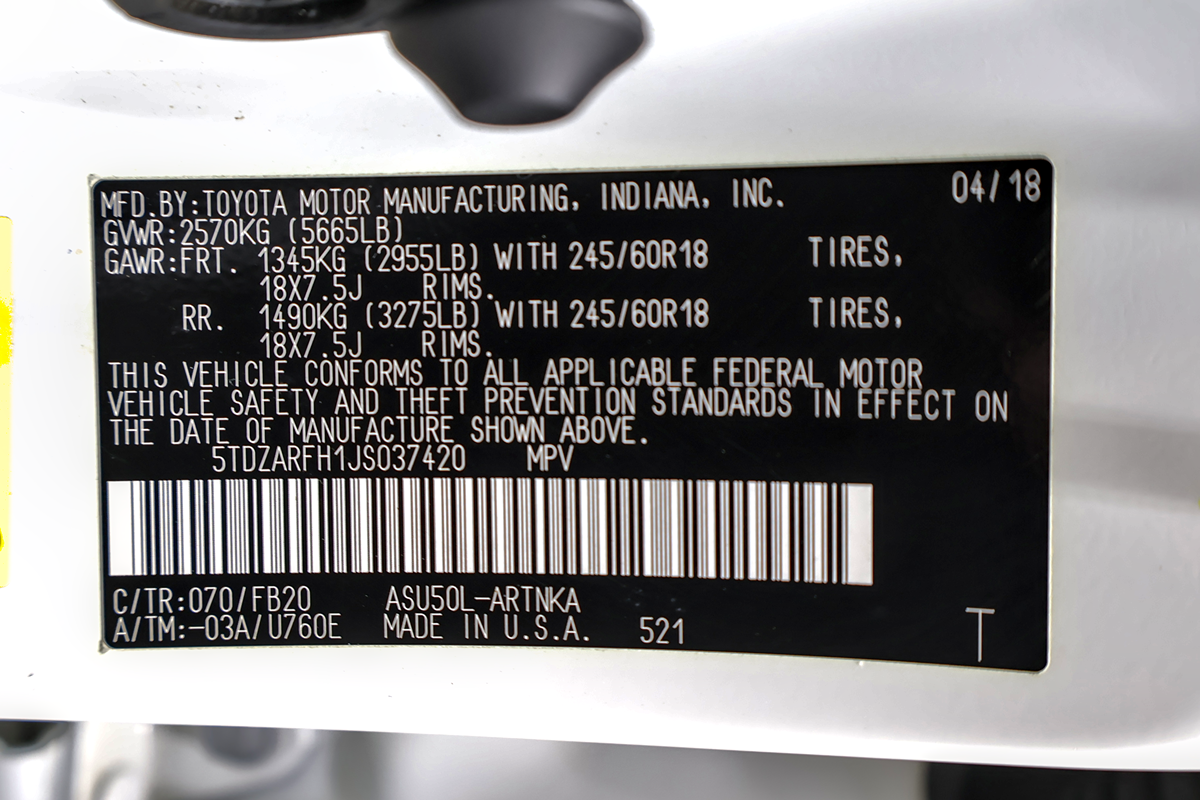 MFD.BY:TOYOTA MOTOR MANUFACTURING, INDIANA, INC. 04/18
GVWR:2570KG (5665LB)
GAWR:FRT. 1345KG (2955LB) WITH 245/60R18 TIRES,
18X7.5J RIMS.
RR. 1490KG (3275LB) WITH 245/60R18 TIRES,
18X7.5J RIMS.
THIS VEHICLE CONFORMS TO ALL APPLICABLE FEDERAL MOTOR
VEHICLE SAFETY AND THEFT PREVENTION STANDARDS IN EFFECT ON
THE DATE OF MANUFACTURE SHOWN ABOVE.
5TDZARFH1JS037420 MPV
C/TR:070/FB20 ASU50L-ARTNKA
A/TM:-03A/U760E MADE IN U.S.A. 521 T